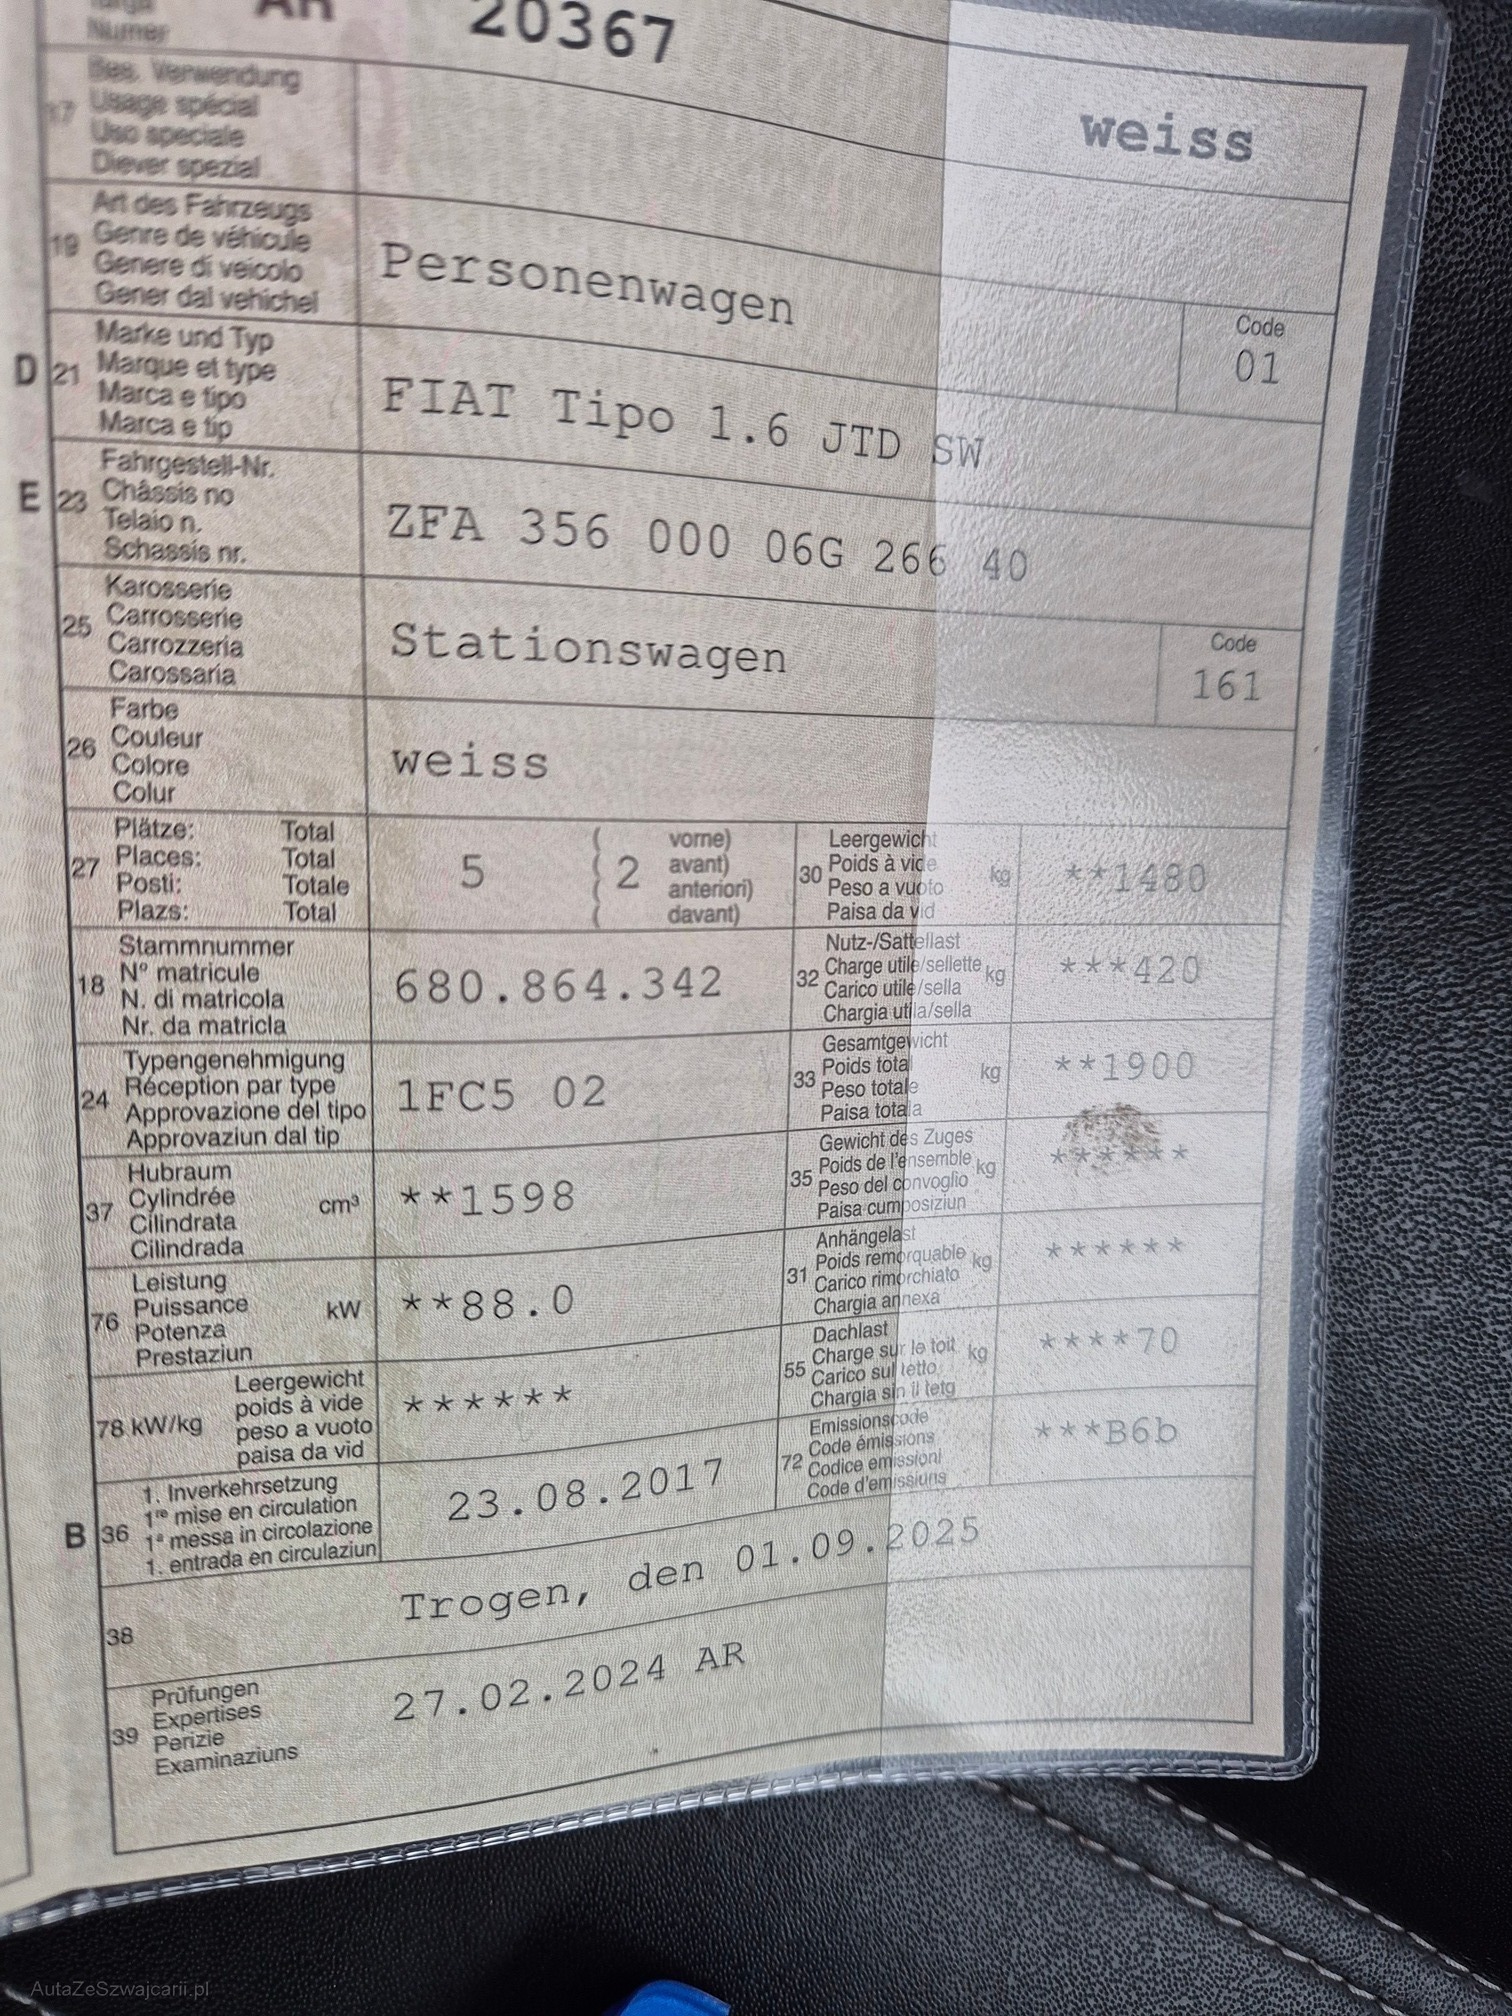 Targa
Numer
AR 20367
weiss
17
Bes. Verwendung
Usage spécial
Uso speciale
Diever spezial
19
Art des Fahrzeugs
Genre de véhicule
Genere di veicolo
Gener dal vehichel
Personenwagen
Code
01
D 21
Marke und Typ
Marque et type
Marca e tipo
Marca e tip
FIAT Tipo 1.6 JTD SW
E 23
Fahrgestell-Nr.
Châssis no
Telaio n.
Schassis nr.
ZFA 356 000 06G 266 40
25
Karosserie
Carrosserie
Carrozzeria
Carossaria
Stationswagen
Code
161
26
Farbe
Couleur
Colore
Colur
weiss
27
Plätze: Total
Places: Total
Posti: Totale
Plazs: Total
5
( vorne)
( 2 avant)
( anteriori)
( davant)
30
Leergewicht
Poids à vide
Peso a vuoto
Paisa da vid
kg
**1480
18
Stammnummer
N° matricule
N. di matricola
Nr. da matricla
680.864.342
32
Nutz-/Sattellast
Charge utile/sellette
Carico utile/sella
Chargia utila/sella
kg
***420
24
Typengenehmigung
Réception par type
Approvazione del tipo
Approvaziun dal tip
1FC5 02
33
Gesamtgewicht
Poids total
Peso totale
Paisa totala
kg
**1900
37
Hubraum
Cylindrée
Cilindrata
Cilindrada
cm³
**1598
35
Gewicht des Zuges
Poids de l'ensemble
Peso del convoglio
Paisa cumposiziun
kg
******
76
Leistung
Puissance
Potenza
Prestaziun
kW
**88.0
31
Anhängelast
Poids remorquable
Carico rimorchiato
Chargia annexa
kg
******
78 kW/kg
Leergewicht
poids à vide
peso a vuoto
paisa da vid
******
55
Dachlast
Charge sur le toit
Carico sul tetto
Chargia sin il tetg
kg
****70
B 36
1. Inverkehrsetzung
1re mise en circulation
1a messa in circolazione
1. entrada en circulaziun
23.08.2017
72
Emissionscode
Code émissions
Codice emissioni
Code d'emissiuns
***B6b
38
Trogen, den 01.09.2025
39
Prüfungen
Expertises
Perizie
Examinaziuns
27.02.2024 AR
AutaZeSzwajcarii.pl